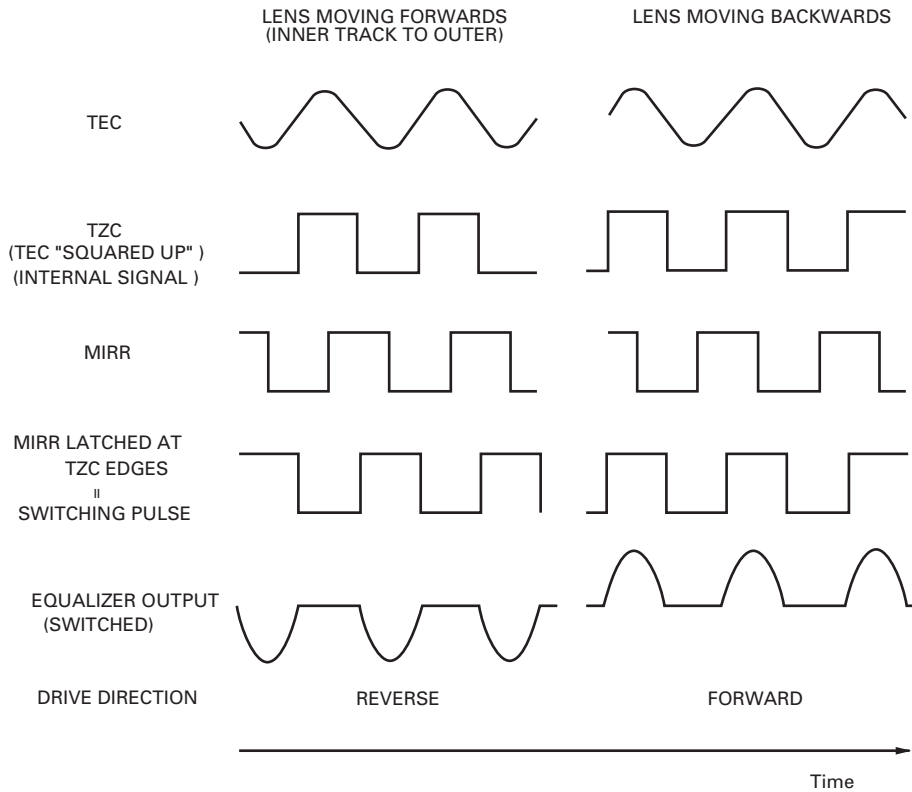 LENS MOVING FORWARDS
(INNER TRACK TO OUTER)
LENS MOVING BACKWARDS
TEC
TZC
(TEC "SQUARED UP" )
(INTERNAL SIGNAL )
MIRR
MIRR LATCHED AT
TZC EDGES
=
SWITCHING PULSE
EQUALIZER OUTPUT
(SWITCHED)
DRIVE DIRECTION
REVERSE
FORWARD
Time